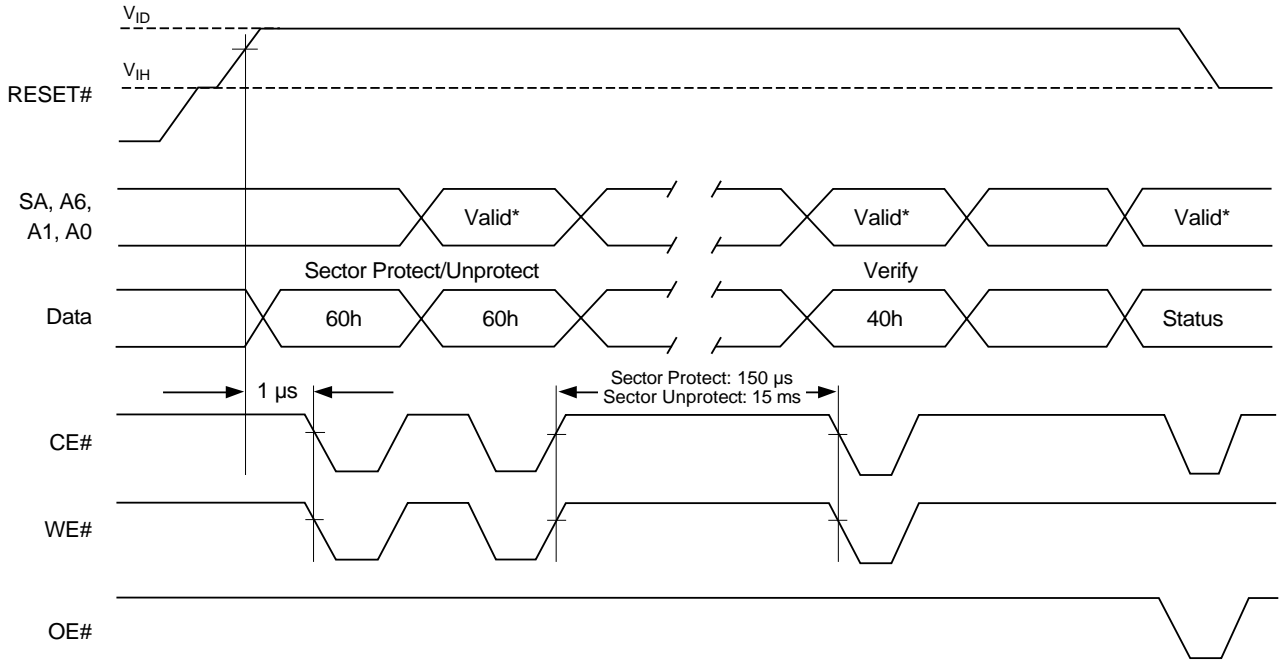 VID
VIH
RESET#
SA, A6,
A1, A0
Valid*
Valid*
Valid*
Sector Protect/Unprotect
Verify
Data
60h
60h
40h
Status
1 µs
Sector Protect: 150 µs
Sector Unprotect: 15 ms
CE#
WE#
OE#